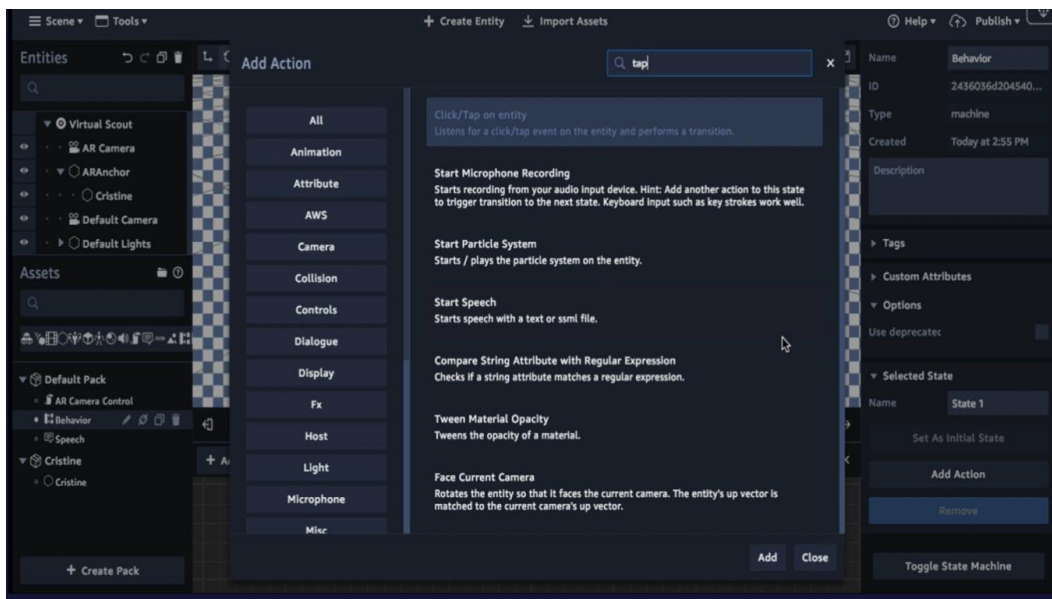 Scene Tools
+ Create Entity Import Assets
Help Publish
Entities
Virtual Scout
AR Camera
ARAnchor
Cristine
Default Camera
Default Lights
Assets
Default Pack
AR Camera Control
Behavior
Speech
Cristine
Cristine
+ Create Pack
Add Action
tap
x
All
Animation
Attribute
AWS
Camera
Collision
Controls
Dialogue
Display
Fx
Host
Light
Microphone
Misc
Click/Tap on entity
Listens for a click/tap event on the entity and performs a transition.
Start Microphone Recording
Starts recording from your audio input device. Hint: Add another action to this state
to trigger transition to the next state. Keyboard input such as key strokes work well.
Start Particle System
Starts / plays the particle system on the entity.
Start Speech
Starts speech with a text or ssml file.
Compare String Attribute with Regular Expression
Checks if a string attribute matches a regular expression.
Tween Material Opacity
Tweens the opacity of a material.
Face Current Camera
Rotates the entity so that it faces the current camera. The entity's up vector is
matched to the current camera's up vector.
Add Close
Name Behavior
ID 2436036d204540...
Type machine
Created Today at 2:55 PM
Description
Tags
Custom Attributes
Options
Use deprecatec
Selected State
Name State 1
Set As Initial State
Add Action
Remove
Toggle State Machine